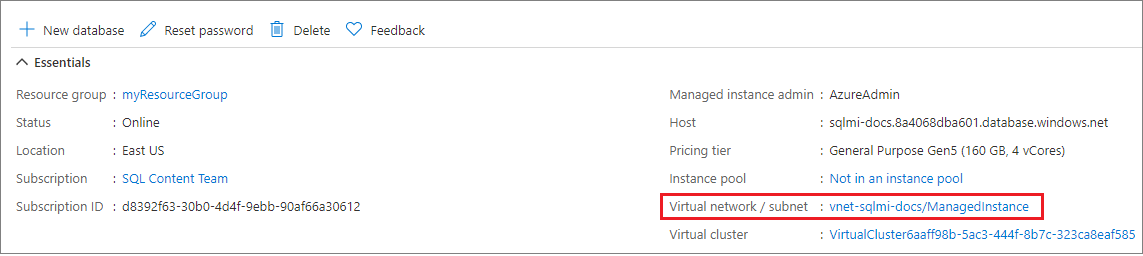 New database Reset password Delete Feedback
Essentials
Resource group : myResourceGroup
Status : Online
Location : East US
Subscription : SQL Content Team
Subscription ID : d8392f63-30b0-4d4f-9ebb-90af66a30612
Managed instance admin : AzureAdmin
Host : sqlmi-docs.8a4068dba601.database.windows.net
Pricing tier : General Purpose Gen5 (160 GB, 4 vCores)
Instance pool : Not in an instance pool
Virtual network / subnet : vnet-sqlmi-docs/ManagedInstance
Virtual cluster : VirtualCluster6aaff98b-5ac3-444f-8b7c-323ca8eaf585